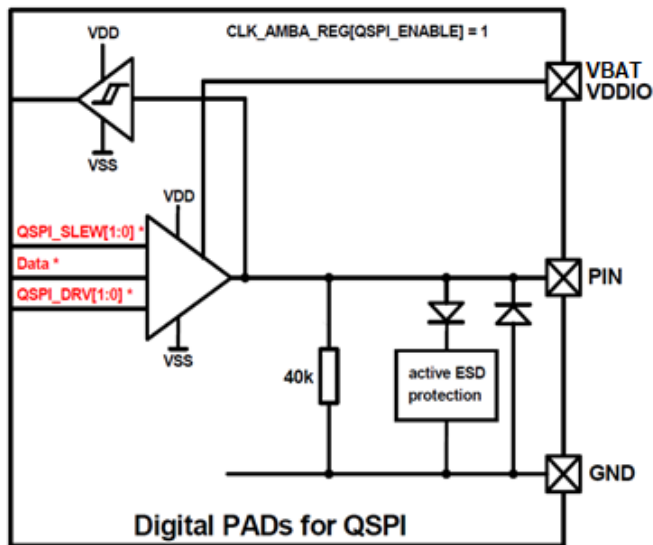 CLK_AMBA_REG[QSPI_ENABLE] = 1
VDD
VBAT
VDDIO
VSS
VDD
QSPI_SLEW[1:0] *
Data *
QSPI_DRV[1:0] *
PIN
VSS
40k
active ESD
protection
GND
Digital PADs for QSPI